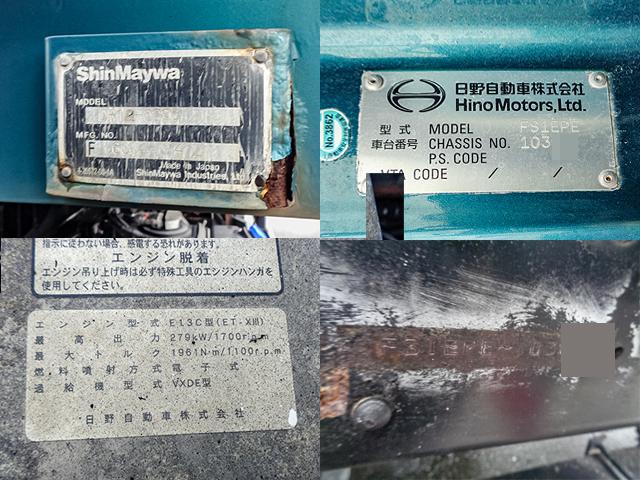 ShinMaywa
MODEL
MFG. NO.
F
Made in Japan
ShinMaywa Industries, Ltd.
No.3862
日野自動車株式会社
Hino Motors, Ltd.
型式 MODEL FS1EPE
車台番号 CHASSIS NO. 103
P.S. CODE
VTA CODE / /
指示に従わない場合、感電する恐れがあります。
エンジン脱着
エンジン吊り上げ時は必ず特殊工具のエンジンハンガを
使用してください。
エンジン型式 E13C型(ET-XIII)
最高出力 279kW/1700r.p.m
最大トルク 1961N·m/1100r.p.m
燃料噴射方式 電子式
過給機型式 VXDE型
日野自動車株式会社